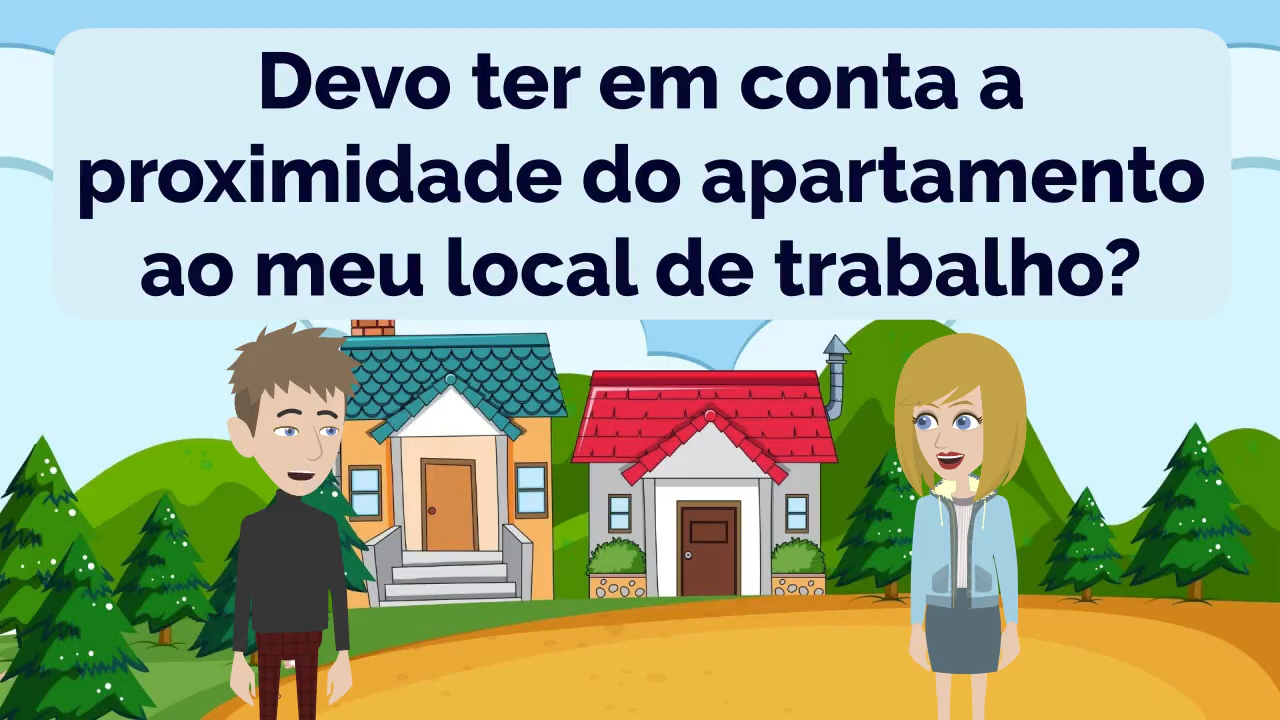 Devo ter em conta a
proximidade do apartamento
ao meu local de trabalho?